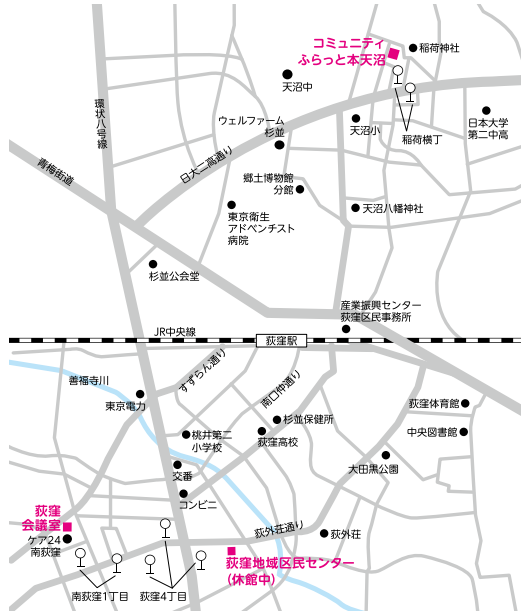 コミュニティ
ふらっと本天沼
稲荷神社
天沼中
環状八号線
ウェルファーム
杉並
天沼小
稲荷横丁
日本大学
第二中高
青梅街道
日大二高通り
郷土博物館
分館
東京衛生
アドベンチスト
病院
天沼八幡神社
杉並公会堂
産業振興センター
荻窪区民事務所
JR中央線
荻窪駅
善福寺川
すずらん通り
南口仲通り
東京電力
荻窪体育館
杉並保健所
桃井第二
小学校
荻窪高校
中央図書館
交番
大田黒公園
コンビニ
荻窪
会議室
ケア24
南荻窪
荻外荘通り
荻外荘
荻窪地域区民センター
(休館中)
南荻窪1丁目
荻窪4丁目